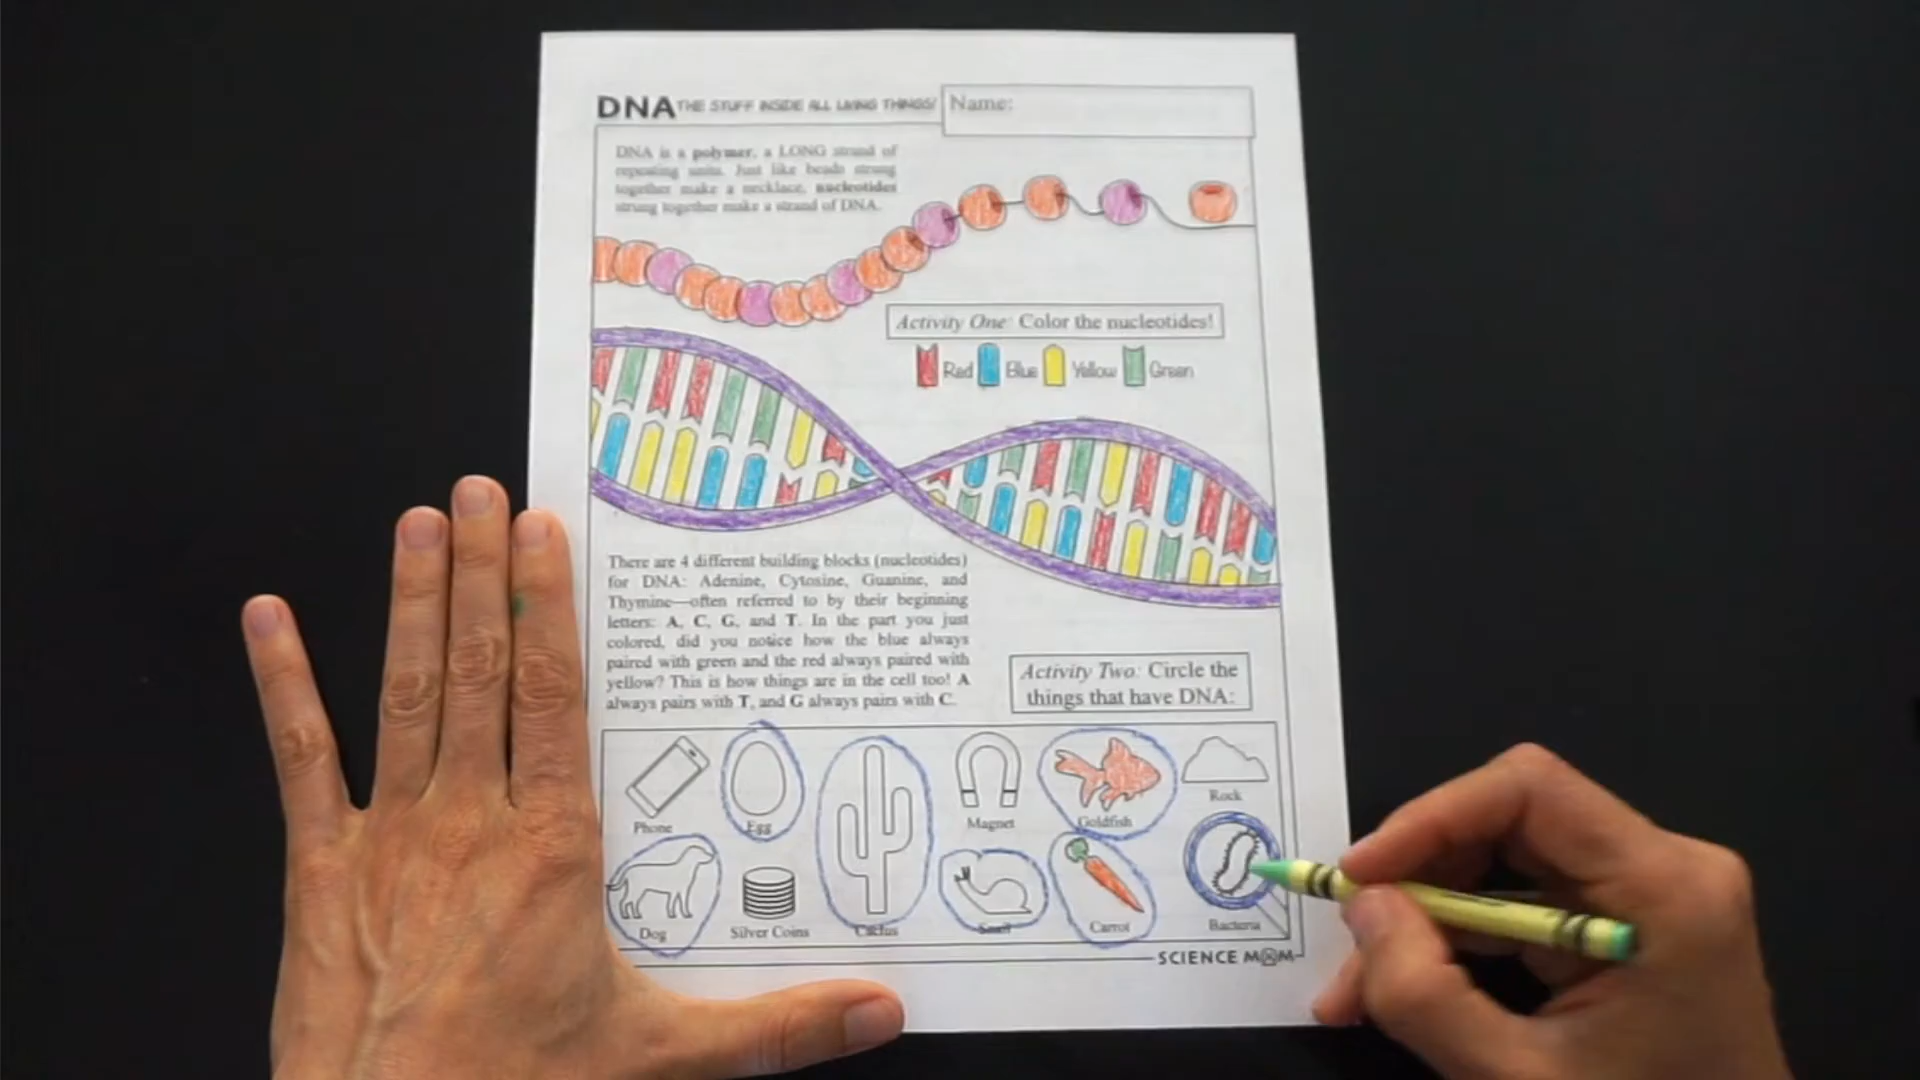 DNA THE STUFF INSIDE ALL LIVING THINGS!
Name:
DNA is a polymer, a LONG strand of
repeating units. Just like beads strung
together make a necklace, nucleotides
strung together make a strand of DNA.
Activity One: Color the nucleotides!
Red Blue Yellow Green
There are 4 different building blocks (nucleotides)
for DNA: Adenine, Cytosine, Guanine, and
Thymine—often referred to by their beginning
letters: A, C, G, and T. In the part you just
colored, did you notice how the blue always
paired with green and the red always paired with
yellow? This is how things are in the cell too! A
always pairs with T, and G always pairs with C.
Activity Two: Circle the
things that have DNA:
Phone
Egg
Cactus
Magnet
Goldfish
Rock
Dog
Silver Coins
Snail
Carrot
Bacteria
SCIENCE MOM